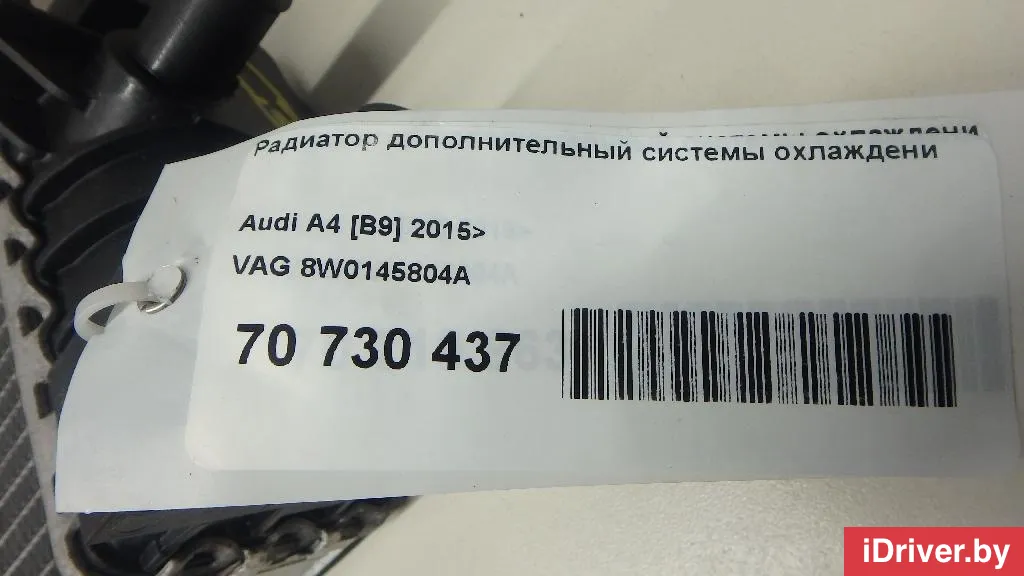 Радиатор дополнительный системы охлаждени
Audi A4 [B9] 2015>
VAG 8W0145804A
70 730 437
iDriver.by